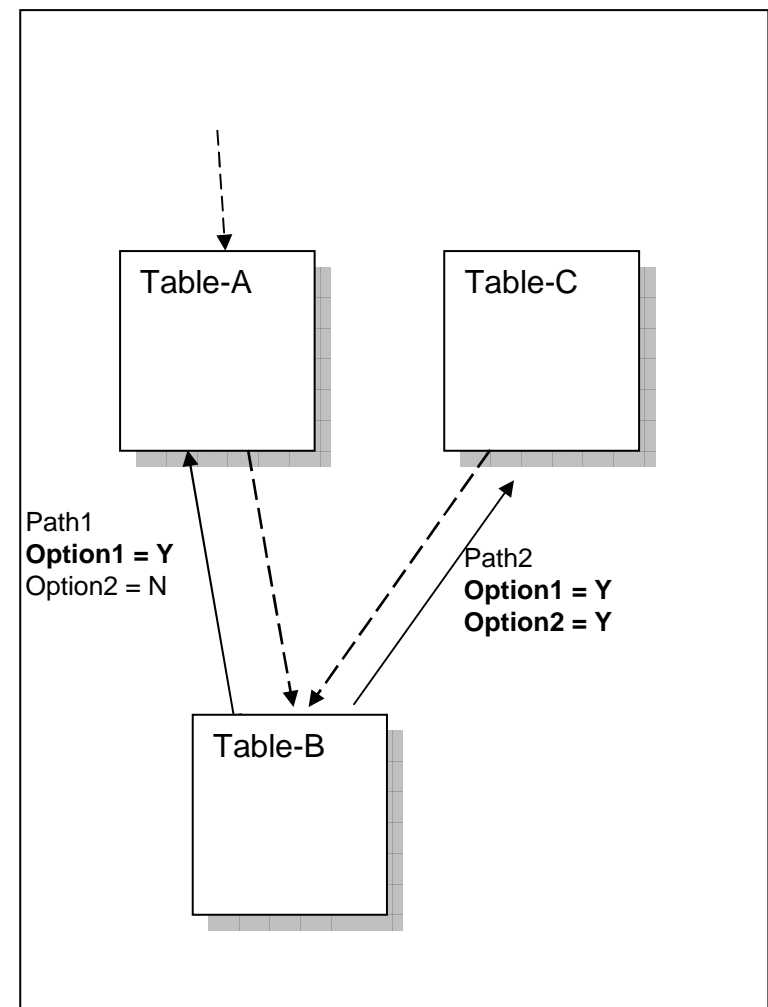 Table-A
Table-C
Path1
Option1 = Y
Option2 = N
Path2
Option1 = Y
Option2 = Y
Table-B